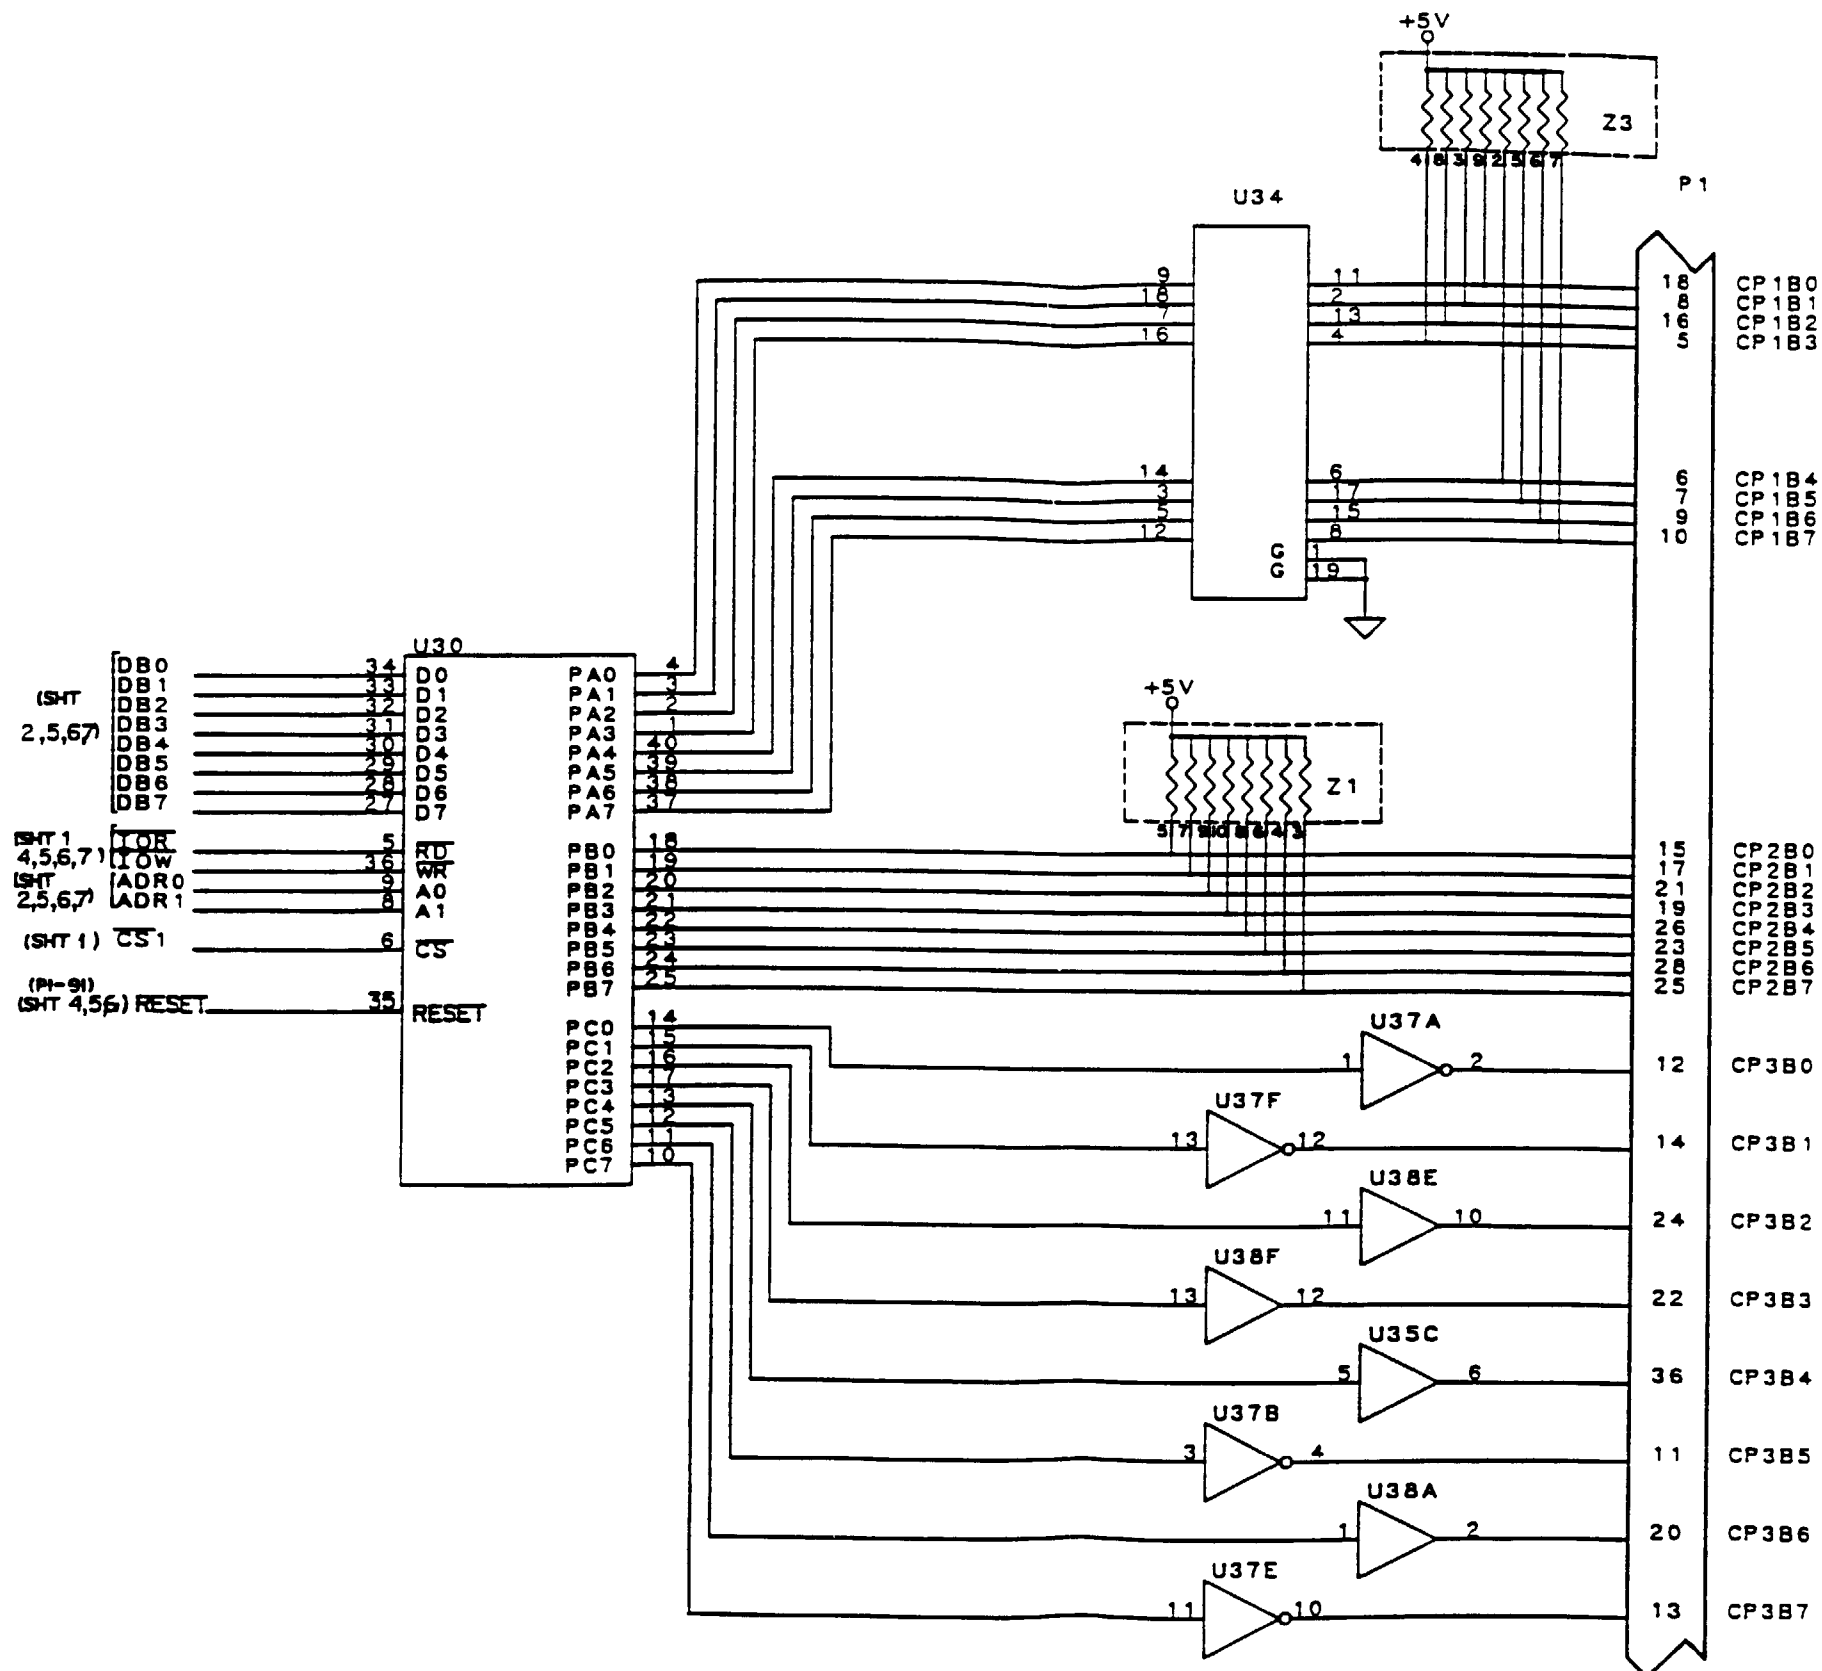 +5V
Z3
4 8 3 9 2 5 6 7
P1
U34
9 11 18 CP1B0
18 2 8 CP1B1
7 13 16 CP1B2
16 4 5 CP1B3
14 6 6 CP1B4
3 17 7 CP1B5
5 15 9 CP1B6
12 8 10 CP1B7
G 1
G 19
U30
(SHT
2,5,6,7)
DB0 34 D0 PA0 4
DB1 33 D1 PA1 3
DB2 32 D2 PA2 2
DB3 31 D3 PA3 1
DB4 30 D4 PA4 40
DB5 29 D5 PA5 39
DB6 28 D6 PA6 38
DB7 27 D7 PA7 37
+5V
Z1
5 7 9 10 8 6 4 3
(SHT 1
4,5,6,7)
IOR 5 RD PB0 18 15 CP2B0
IOW 36 WR PB1 19 17 CP2B1
(SHT
2,5,6,7)
ADR0 9 A0 PB2 20 21 CP2B2
ADR1 8 A1 PB3 21 19 CP2B3
PB4 22 26 CP2B4
(SHT 1) CS1 6 CS PB5 23 23 CP2B5
PB6 24 28 CP2B6
PB7 25 25 CP2B7
(P1-91)
(SHT 4,5,6) RESET 35 RESET
PC0 14
PC1 15
PC2 16
PC3 17
PC4 13
PC5 12
PC6 11
PC7 10
U37A
1 2 12 CP3B0
U37F
13 12 14 CP3B1
U38E
11 10 24 CP3B2
U38F
13 12 22 CP3B3
U35C
5 6 36 CP3B4
U37B
3 4 11 CP3B5
U38A
1 2 20 CP3B6
U37E
11 10 13 CP3B7